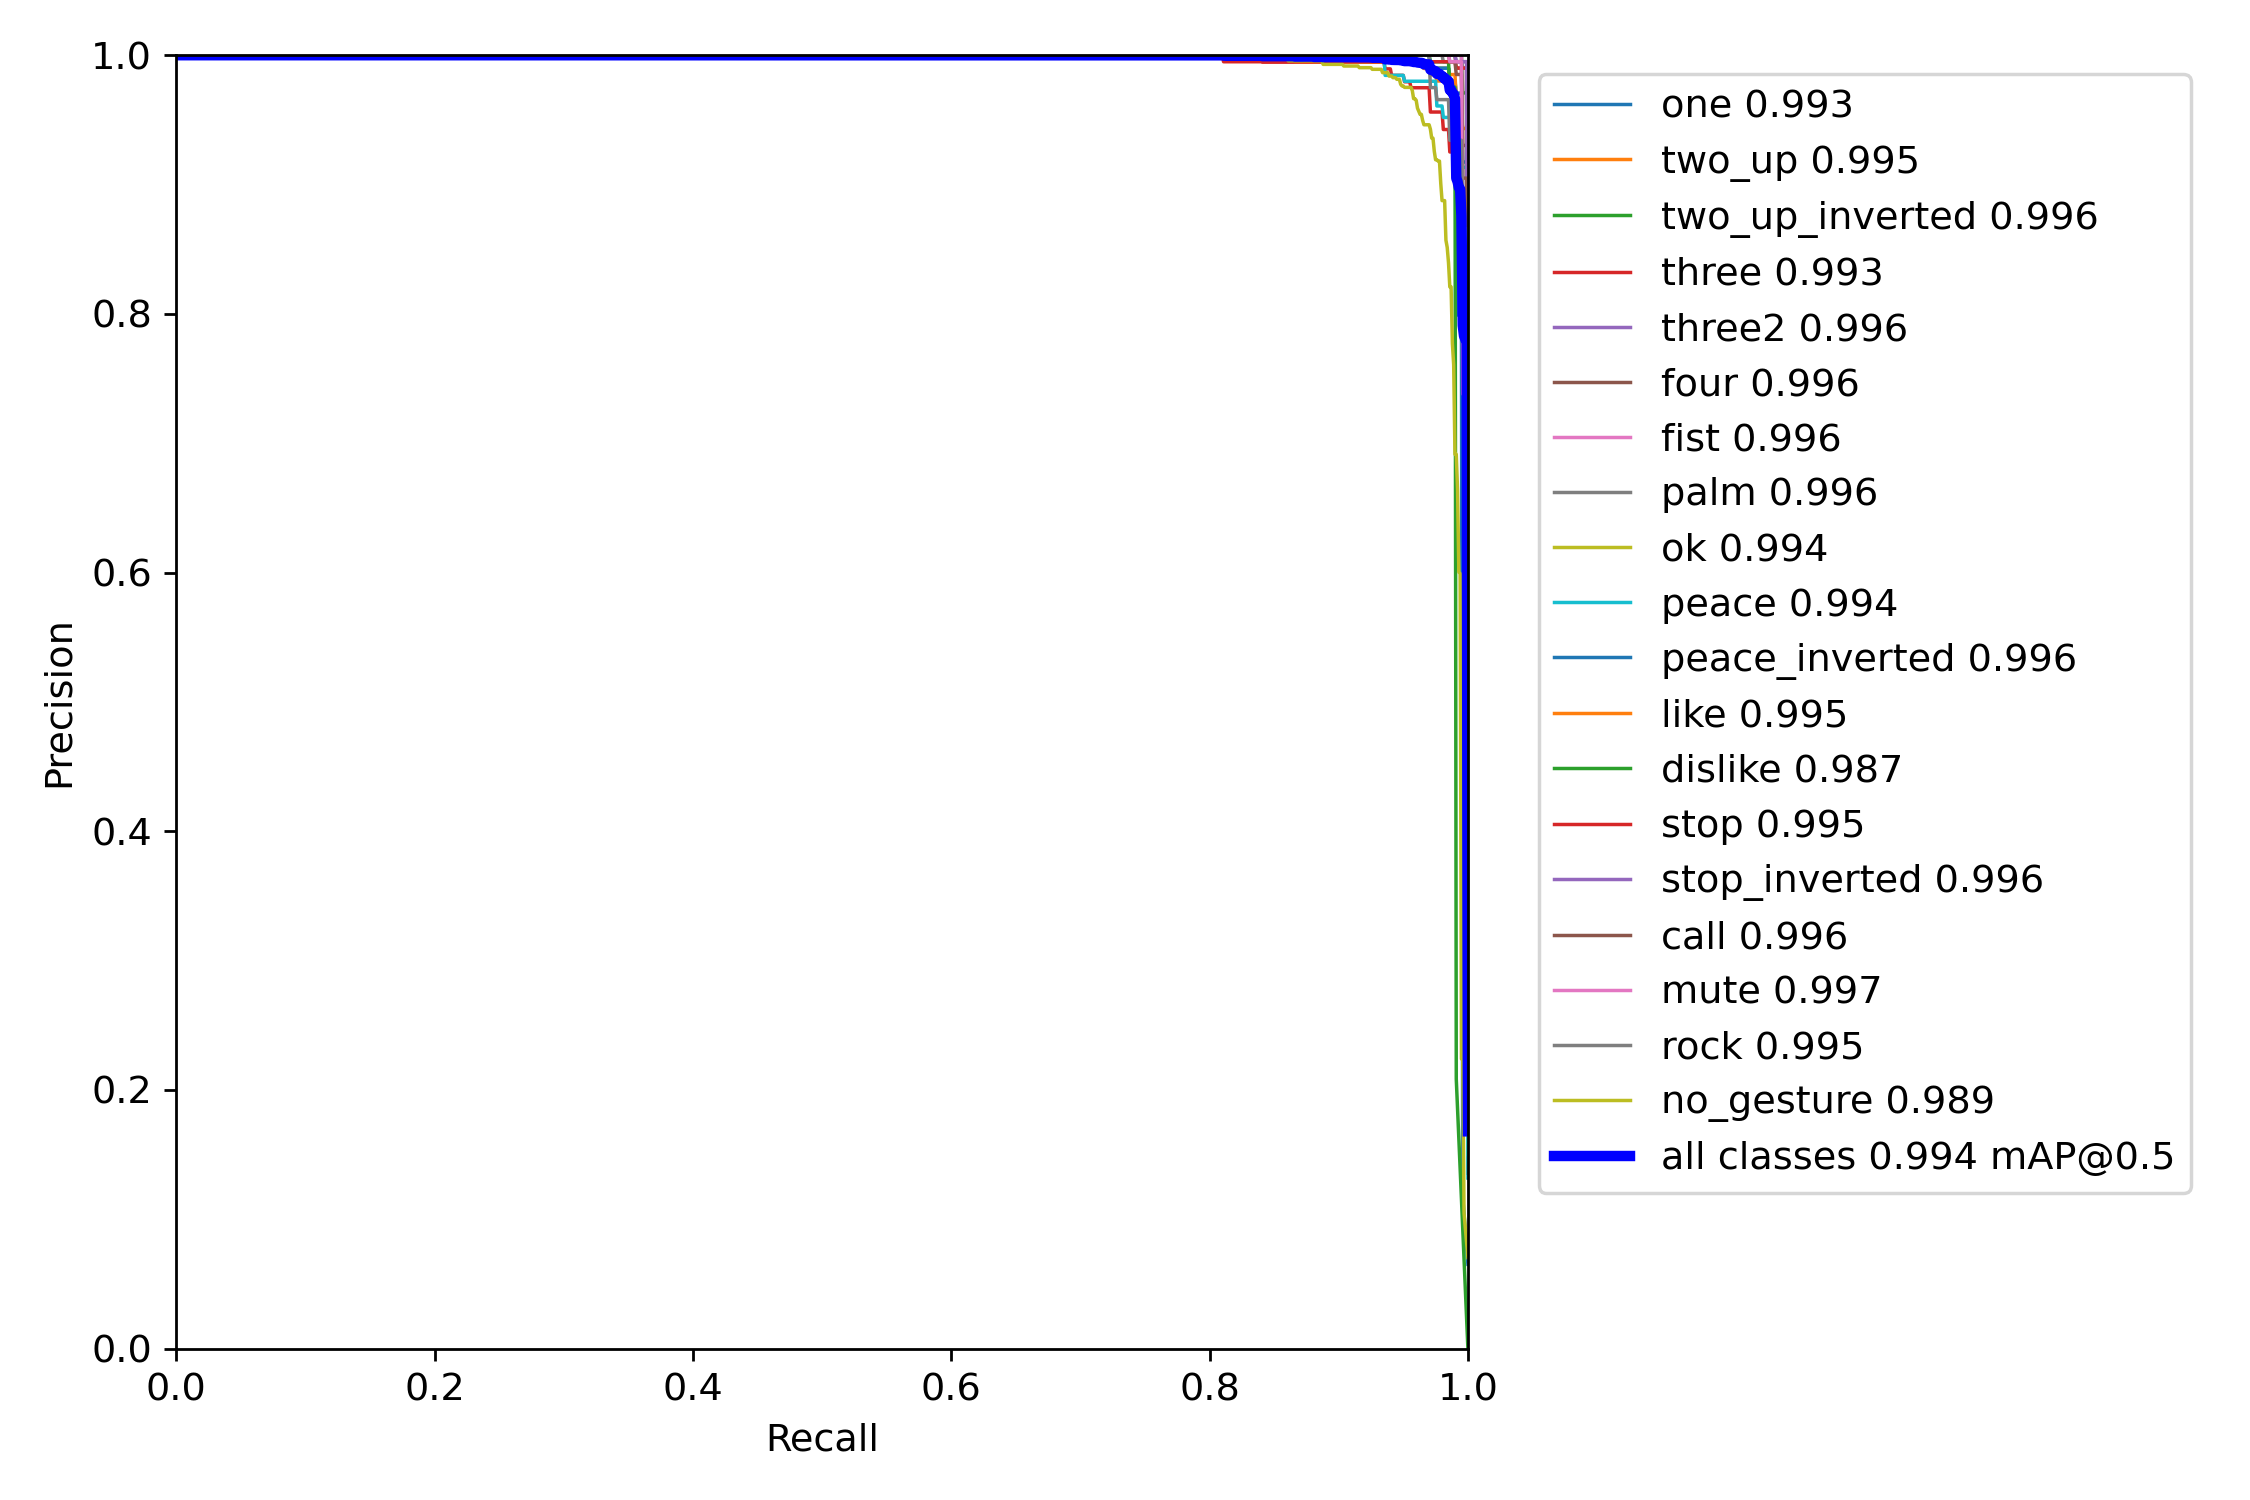 1.0
0.8
0.6
0.4
0.2
0.0
Precision
0.0 0.2 0.4 0.6 0.8 1.0
Recall
one 0.993
two_up 0.995
two_up_inverted 0.996
three 0.993
three2 0.996
four 0.996
fist 0.996
palm 0.996
ok 0.994
peace 0.994
peace_inverted 0.996
like 0.995
dislike 0.987
stop 0.995
stop_inverted 0.996
call 0.996
mute 0.997
rock 0.995
no_gesture 0.989
all classes 0.994 mAP@0.5